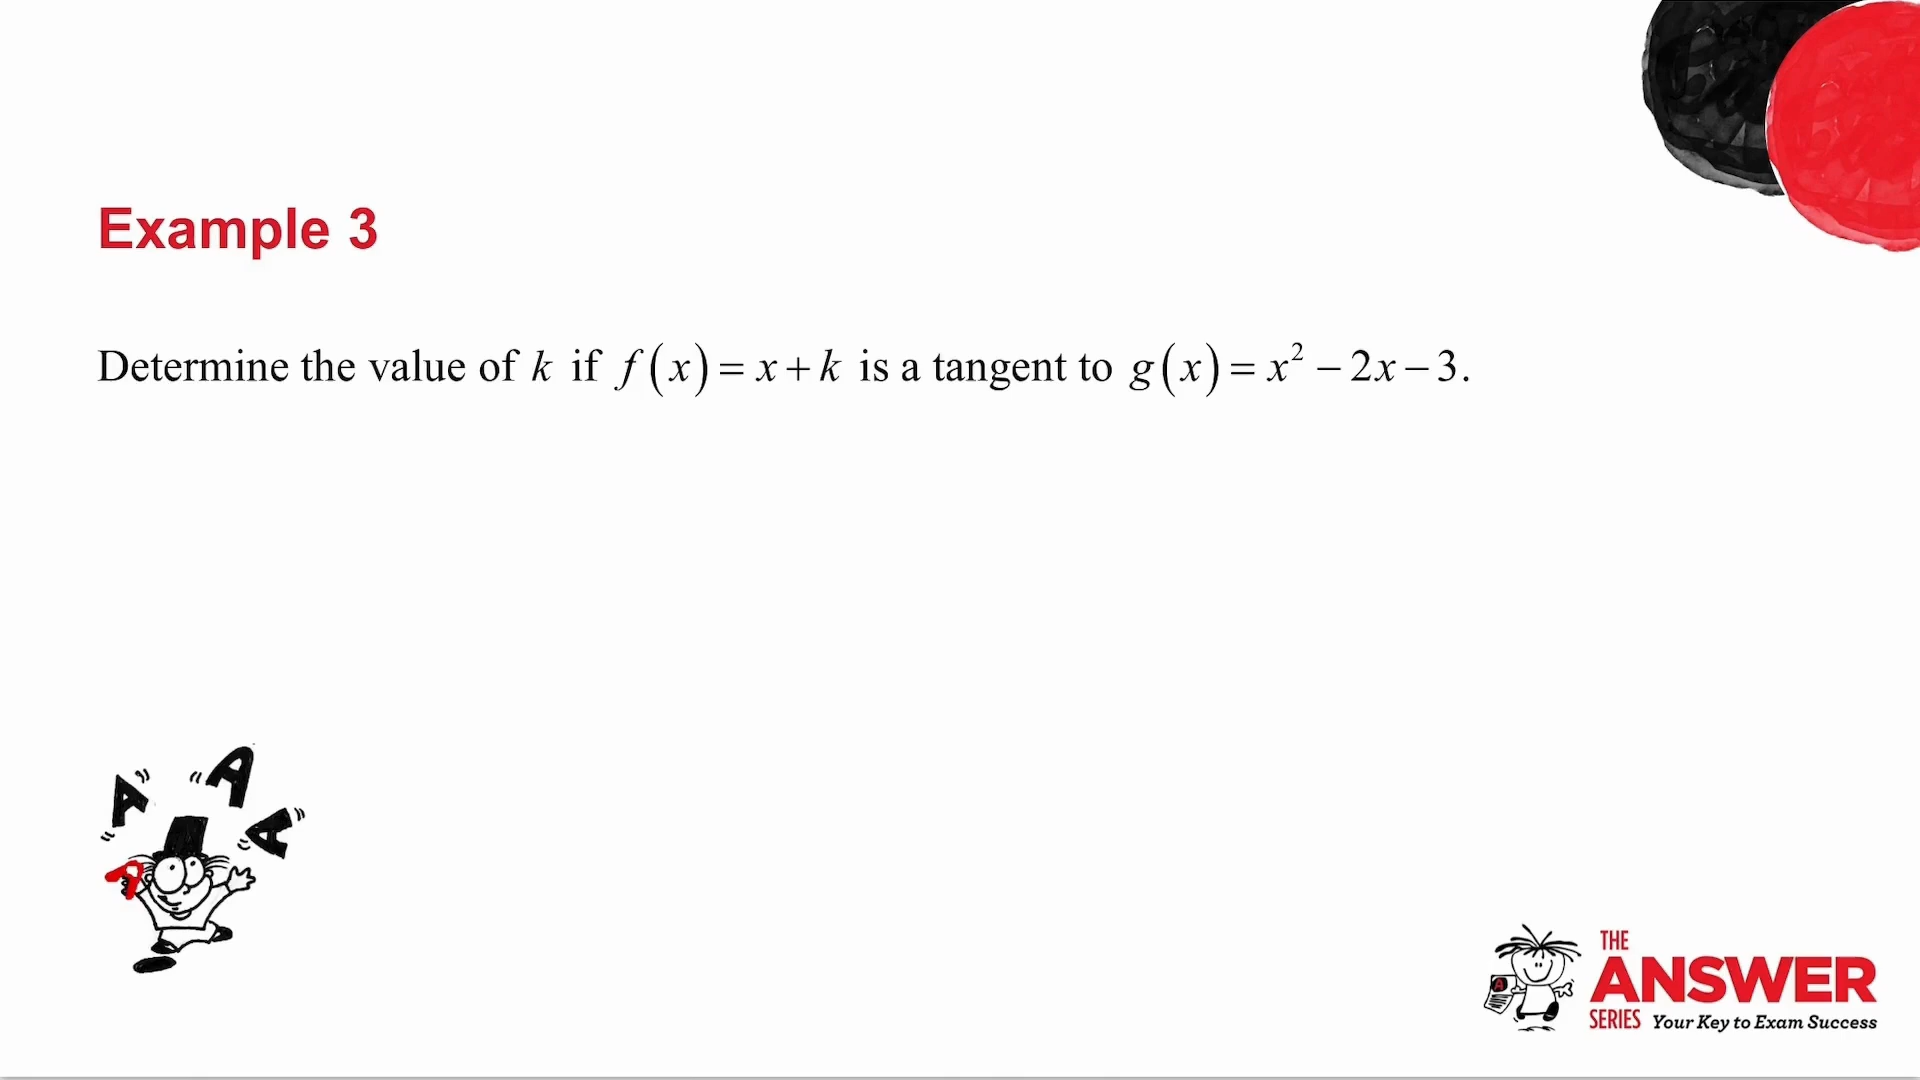 Example 3
Determine the value of k if f(x) = x + k is a tangent to g(x) = x² − 2x − 3.
A A A A
THE
ANSWER
SERIES Your Key to Exam Success
A